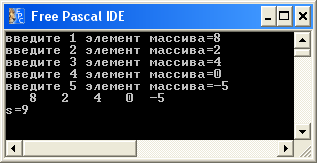 Free Pascal IDE
введите 1 элемент массива=8
введите 2 элемент массива=2
введите 3 элемент массива=4
введите 4 элемент массива=0
введите 5 элемент массива=-5
8 2 4 0 -5
s=9